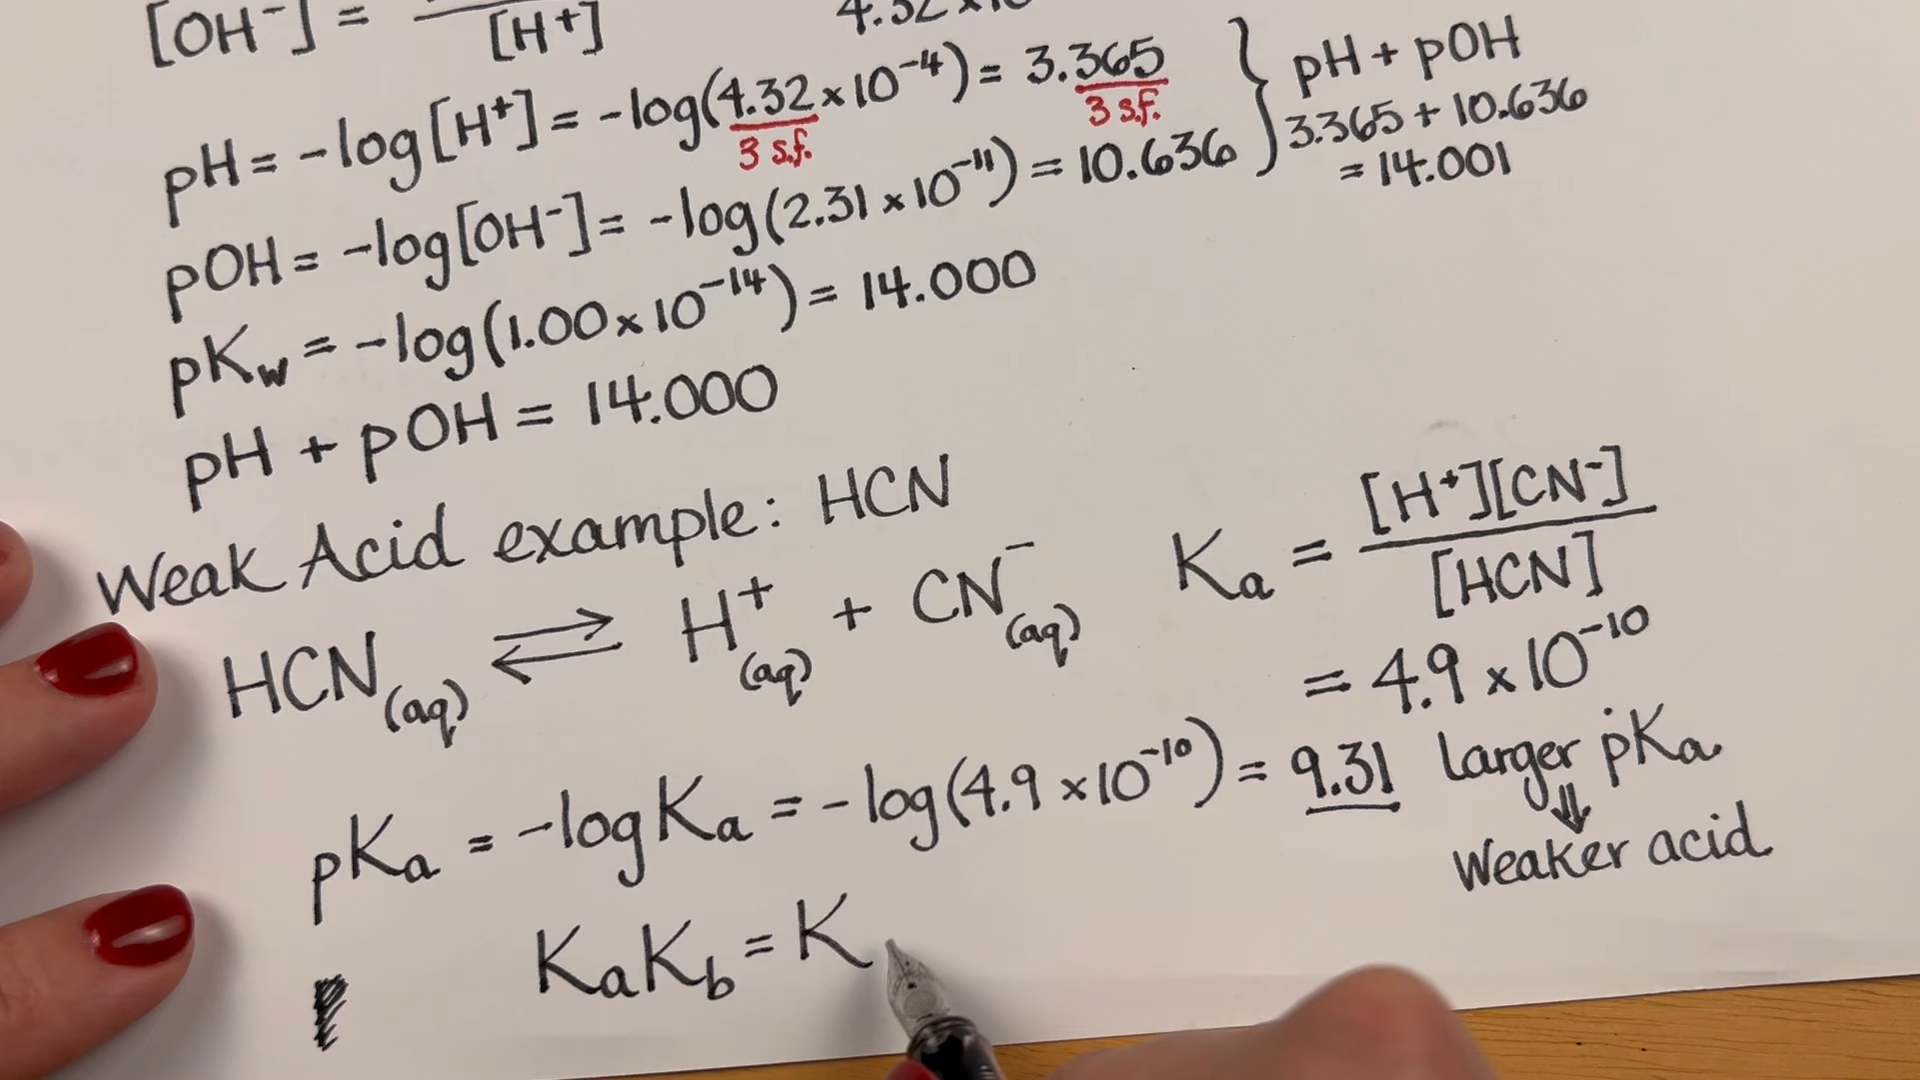 [OH⁻] = [H⁺]
pH = -log[H⁺] = -log(4.32 x 10⁻⁴) = 3.365
3 s.f. 3 s.f.
pOH = -log[OH⁻] = -log(2.31 x 10⁻¹¹) = 10.636
pH + pOH
3.365 + 10.636
= 14.001
pKw = -log(1.00 x 10⁻¹⁴) = 14.000
pH + pOH = 14.000
Weak Acid example: HCN
HCN(aq) ⇌ H⁺(aq) + CN⁻(aq)
Ka = [H⁺][CN⁻] / [HCN]
= 4.9 x 10⁻¹⁰
pKa = -log Ka = -log(4.9 x 10⁻¹⁰) = 9.31
Larger pKa
⇓
Weaker acid
KaKb = K